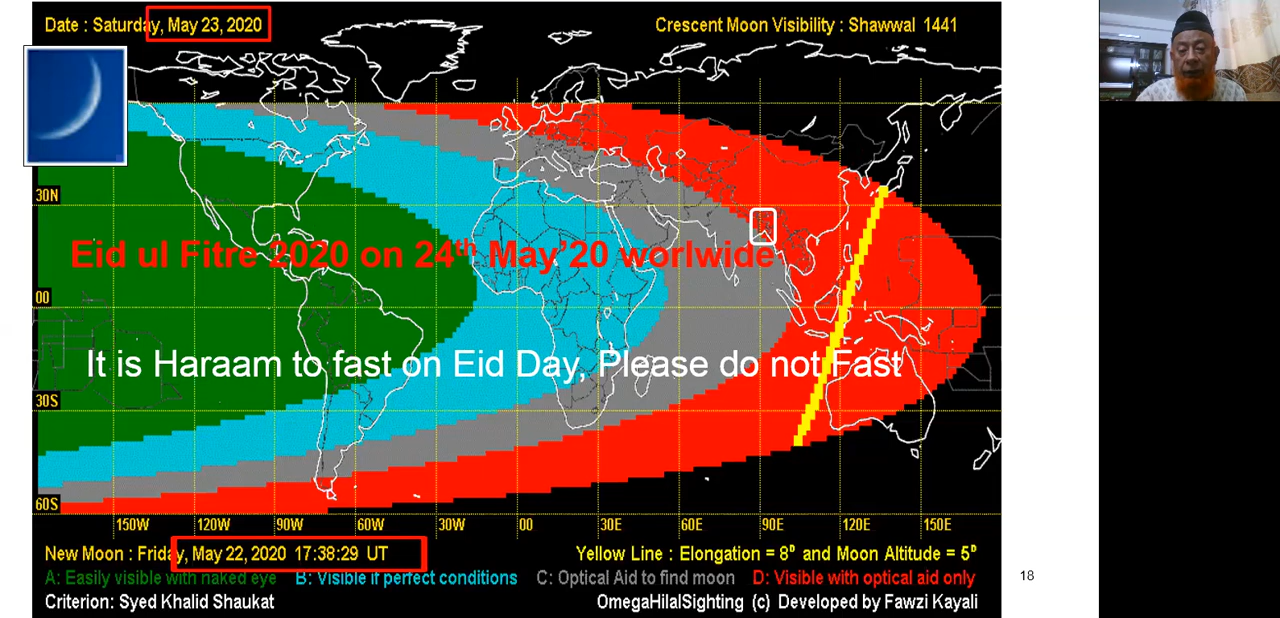 Date : Saturday, May 23, 2020
Crescent Moon Visibility : Shawwal 1441
30N
Eid ul Fitre 2020 on 24th May'20 worlwide
00
It is Haraam to fast on Eid Day, Please do not Fast
30S
60S
150W 120W 90W 60W 30W 00 30E 60E 90E 120E 150E
New Moon : Friday, May 22, 2020 17:38:29 UT
Yellow Line : Elongation = 8° and Moon Altitude = 5°
A: Easily visible with naked eye B: Visible if perfect conditions C: Optical Aid to find moon D: Visible with optical aid only
Criterion: Syed Khalid Shaukat
OmegaHilalSighting (c) Developed by Fawzi Kayali
18